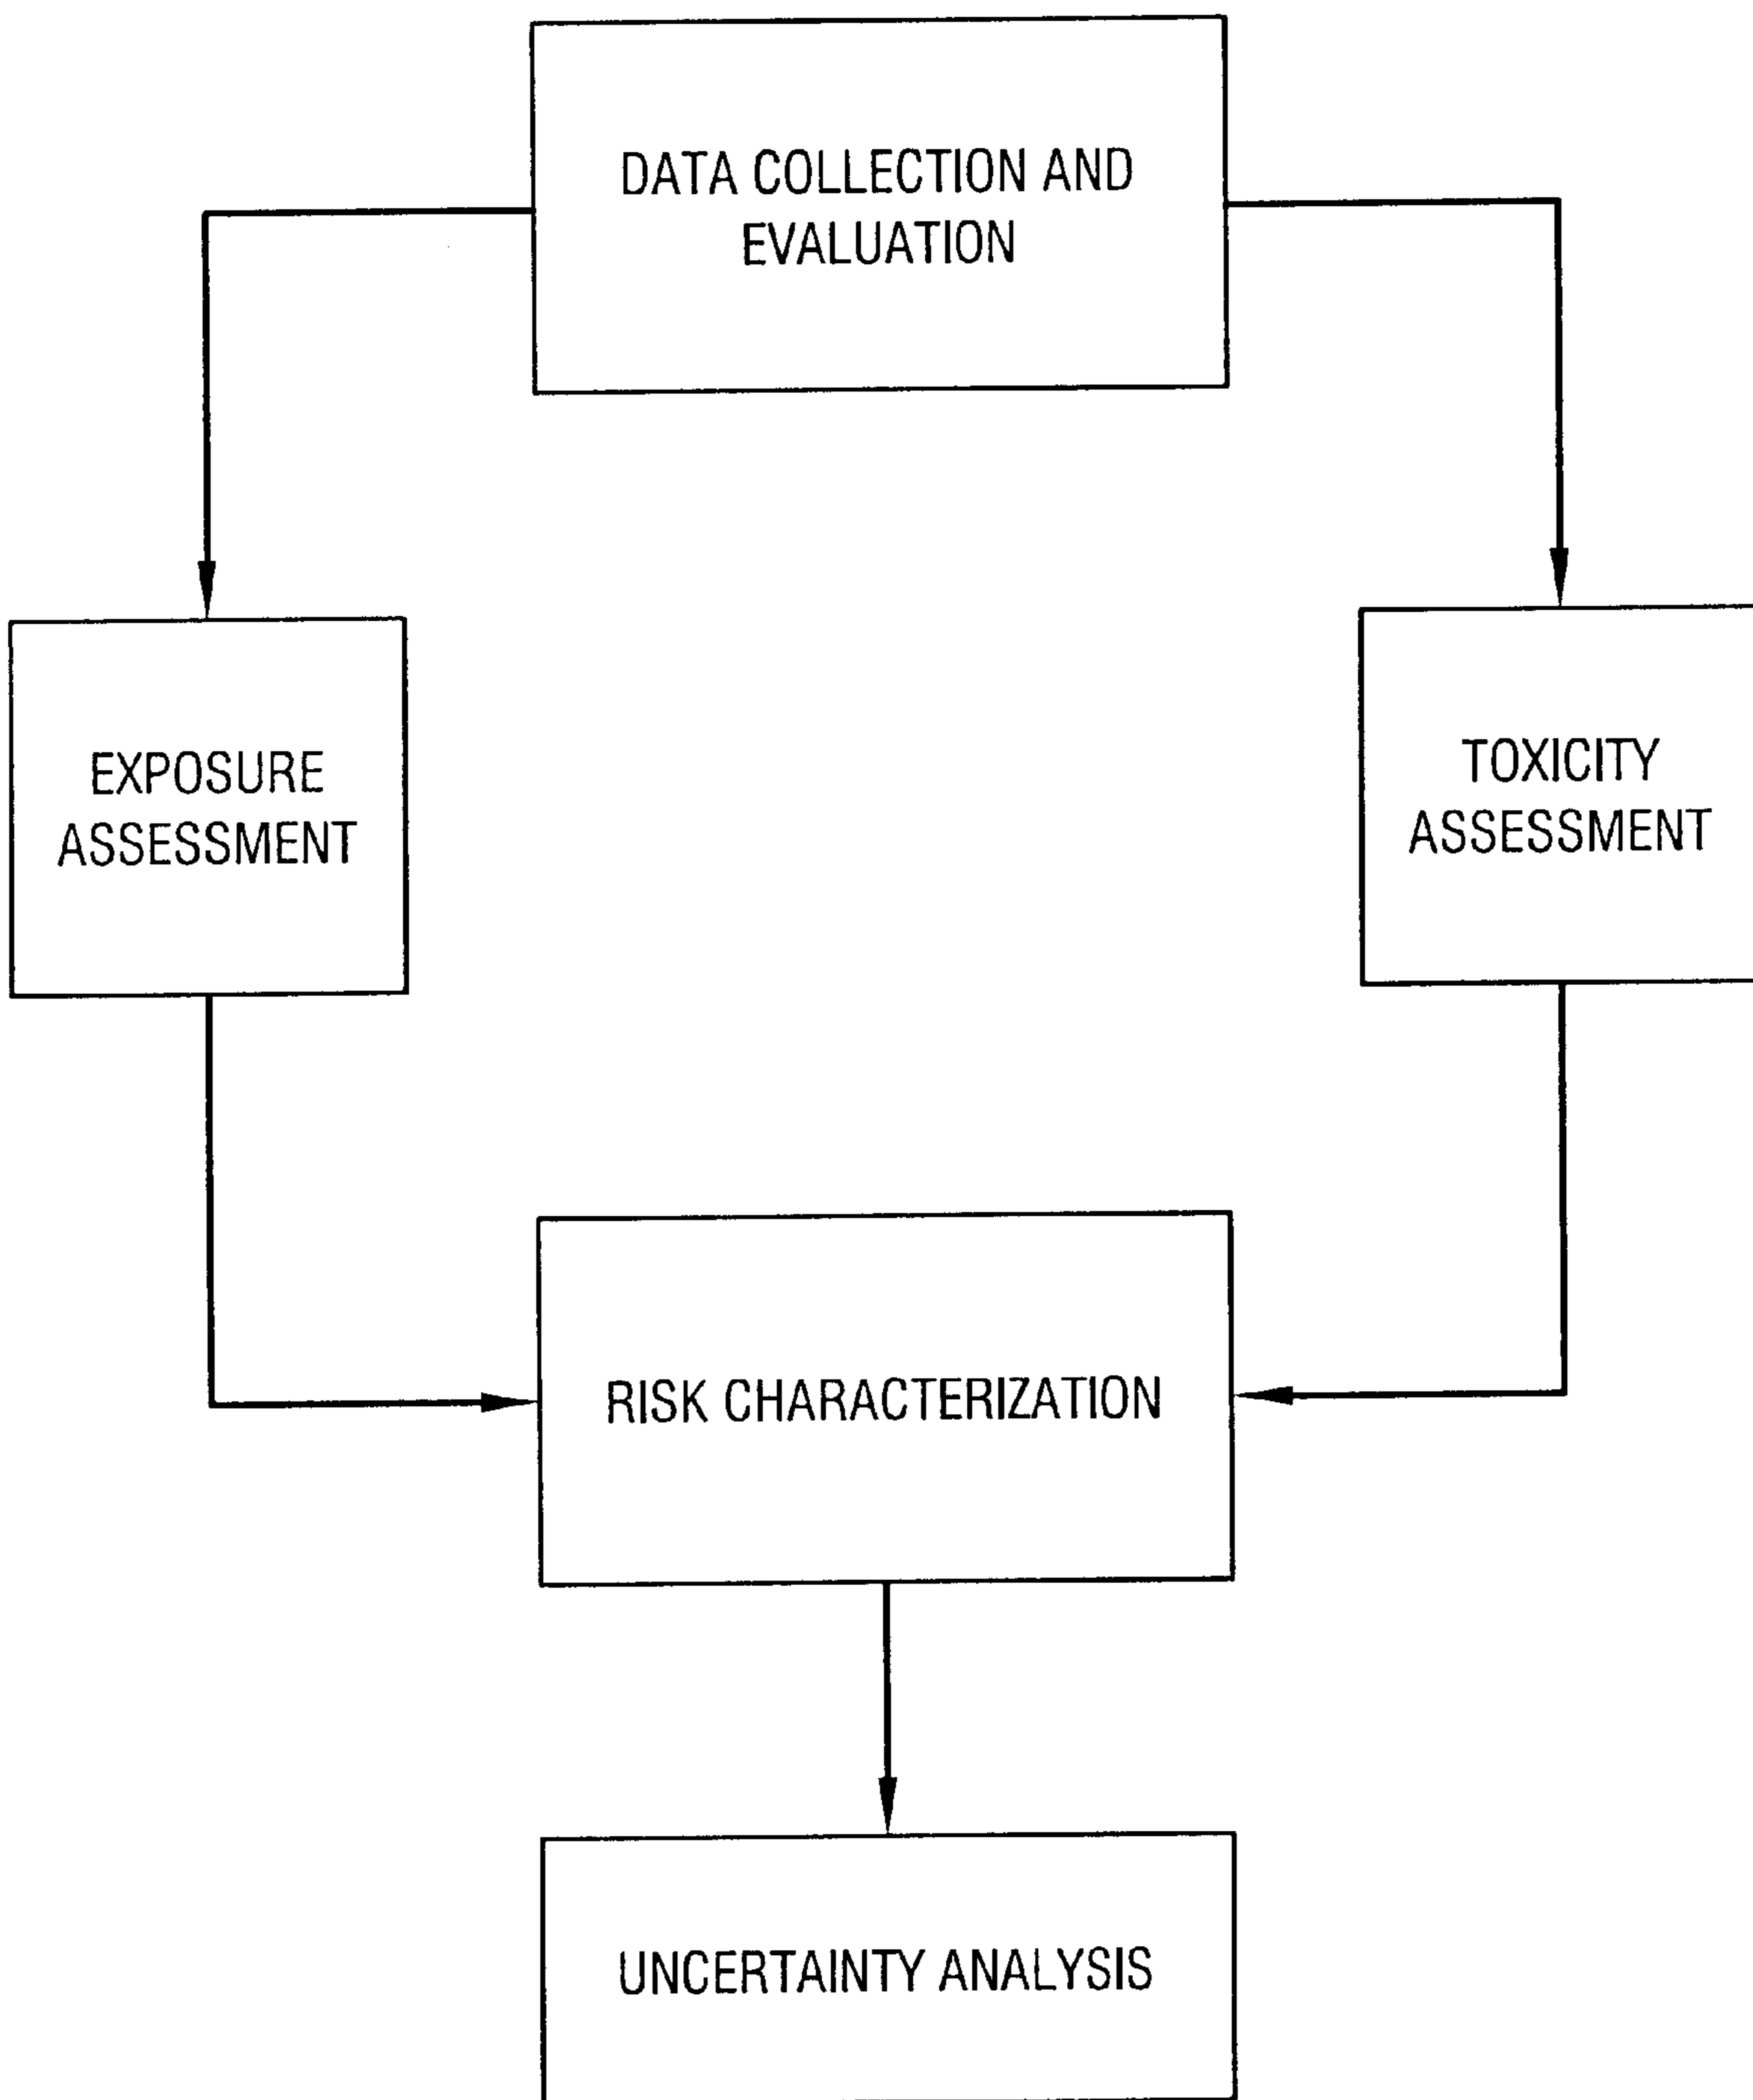 DATA COLLECTION AND
EVALUATION
EXPOSURE
ASSESSMENT
TOXICITY
ASSESSMENT
RISK CHARACTERIZATION
UNCERTAINTY ANALYSIS